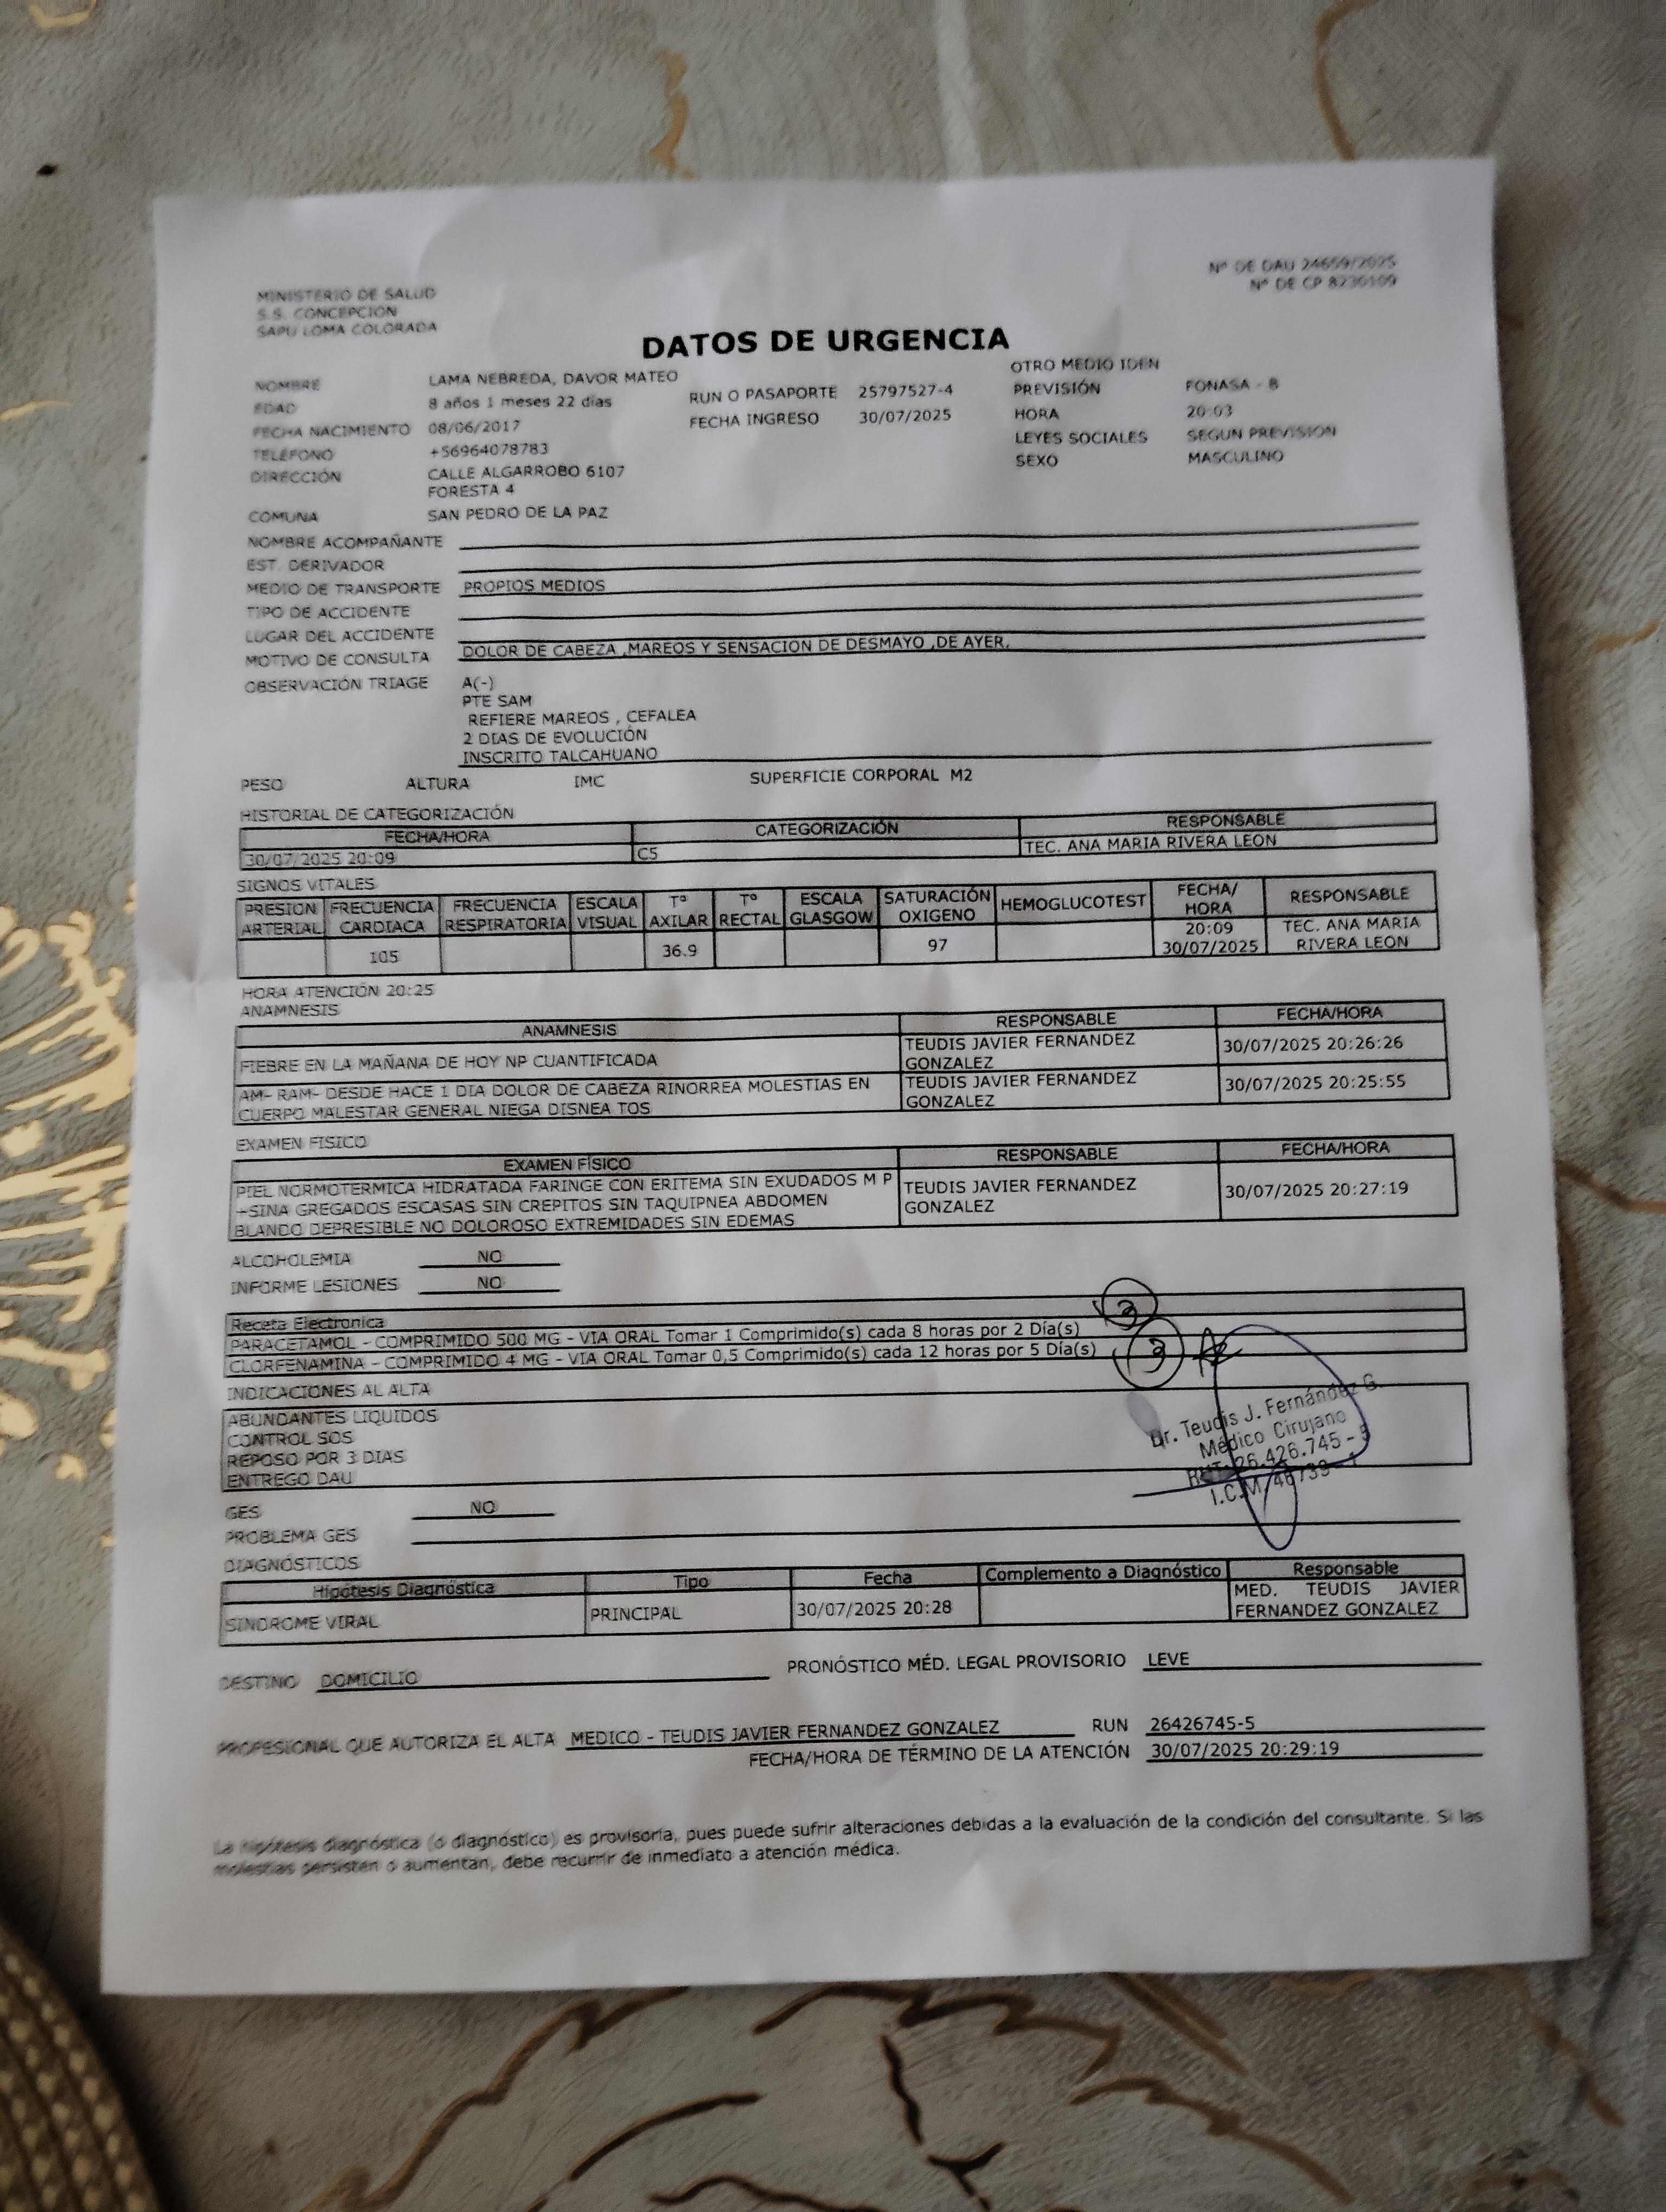 Nº DE DAU 24659/2025
Nº DE CP 8230109
MINISTERIO DE SALUD
S.S. CONCEPCION
SAPU LOMA COLORADA
DATOS DE URGENCIA
NOMBRE LAMA NEBREDA, DAVOR MATEO
EDAD 8 años 1 meses 22 dias
FECHA NACIMIENTO 08/06/2017
TELÉFONO +56964078783
DIRECCIÓN CALLE ALGARROBO 6107
FORESTA 4
COMUNA SAN PEDRO DE LA PAZ
RUN O PASAPORTE 25797527-4
FECHA INGRESO 30/07/2025
OTRO MEDIO IDEN
PREVISIÓN FONASA - B
HORA 20:03
LEYES SOCIALES SEGUN PREVISION
SEXO MASCULINO
NOMBRE ACOMPAÑANTE
EST. DERIVADOR
MEDIO DE TRANSPORTE PROPIOS MEDIOS
TIPO DE ACCIDENTE
LUGAR DEL ACCIDENTE
MOTIVO DE CONSULTA DOLOR DE CABEZA ,MAREOS Y SENSACION DE DESMAYO ,DE AYER.
OBSERVACIÓN TRIAGE A(-)
PTE SAM
REFIERE MAREOS , CEFALEA
2 DIAS DE EVOLUCIÓN
INSCRITO TALCAHUANO
PESO ALTURA IMC SUPERFICIE CORPORAL M2
HISTORIAL DE CATEGORIZACIÓN
FECHA/HORA CATEGORIZACIÓN RESPONSABLE
30/07/2025 20:09 C5 TEC. ANA MARIA RIVERA LEON
SIGNOS VITALES
PRESION ARTERIAL FRECUENCIA CARDIACA FRECUENCIA RESPIRATORIA ESCALA VISUAL Tº AXILAR Tº RECTAL ESCALA GLASGOW SATURACIÓN OXIGENO HEMOGLUCOTEST FECHA/ HORA RESPONSABLE
105 36.9 97 20:09 30/07/2025 TEC. ANA MARIA RIVERA LEON
HORA ATENCIÓN 20:25
ANAMNESIS
ANAMNESIS RESPONSABLE FECHA/HORA
FIEBRE EN LA MAÑANA DE HOY NP CUANTIFICADA TEUDIS JAVIER FERNANDEZ GONZALEZ 30/07/2025 20:26:26
AM- RAM- DESDE HACE 1 DIA DOLOR DE CABEZA RINORREA MOLESTIAS EN
CUERPO MALESTAR GENERAL NIEGA DISNEA TOS TEUDIS JAVIER FERNANDEZ GONZALEZ 30/07/2025 20:25:55
EXAMEN FISICO
EXAMEN FÍSICO RESPONSABLE FECHA/HORA
PIEL NORMOTERMICA HIDRATADA FARINGE CON ERITEMA SIN EXUDADOS M P
+SINA GREGADOS ESCASAS SIN CREPITOS SIN TAQUIPNEA ABDOMEN
BLANDO DEPRESIBLE NO DOLOROSO EXTREMIDADES SIN EDEMAS TEUDIS JAVIER FERNANDEZ GONZALEZ 30/07/2025 20:27:19
ALCOHOLEMIA NO
INFORME LESIONES NO
Receta Electronica
PARACETAMOL - COMPRIMIDO 500 MG - VIA ORAL Tomar 1 Comprimido(s) cada 8 horas por 2 Día(s)
CLORFENAMINA - COMPRIMIDO 4 MG - VIA ORAL Tomar 0,5 Comprimido(s) cada 12 horas por 5 Día(s)
3
INDICACIONES AL ALTA
ABUNDANTES LIQUIDOS
CONTROL SOS
REPOSO POR 3 DIAS
ENTREGO DAU
Dr. Teudis J. Fernández G.
Médico Cirujano
RUT: 26.426.745 - 5
I.C.M.
GES NO
PROBLEMA GES
DIAGNÓSTICOS
Hipótesis Diagnóstica Tipo Fecha Complemento a Diagnóstico Responsable
SINDROME VIRAL PRINCIPAL 30/07/2025 20:28 MED. TEUDIS JAVIER FERNANDEZ GONZALEZ
DESTINO DOMICILIO PRONÓSTICO MÉD. LEGAL PROVISORIO LEVE
PROFESIONAL QUE AUTORIZA EL ALTA MEDICO - TEUDIS JAVIER FERNANDEZ GONZALEZ RUN 26426745-5
FECHA/HORA DE TÉRMINO DE LA ATENCIÓN 30/07/2025 20:29:19
La hipótesis diagnóstica (o diagnóstico) es provisoria, pues puede sufrir alteraciones debidas a la evaluación de la condición del consultante. Si las
molestias persisten o aumentan, debe recurrir de inmediato a atención médica.